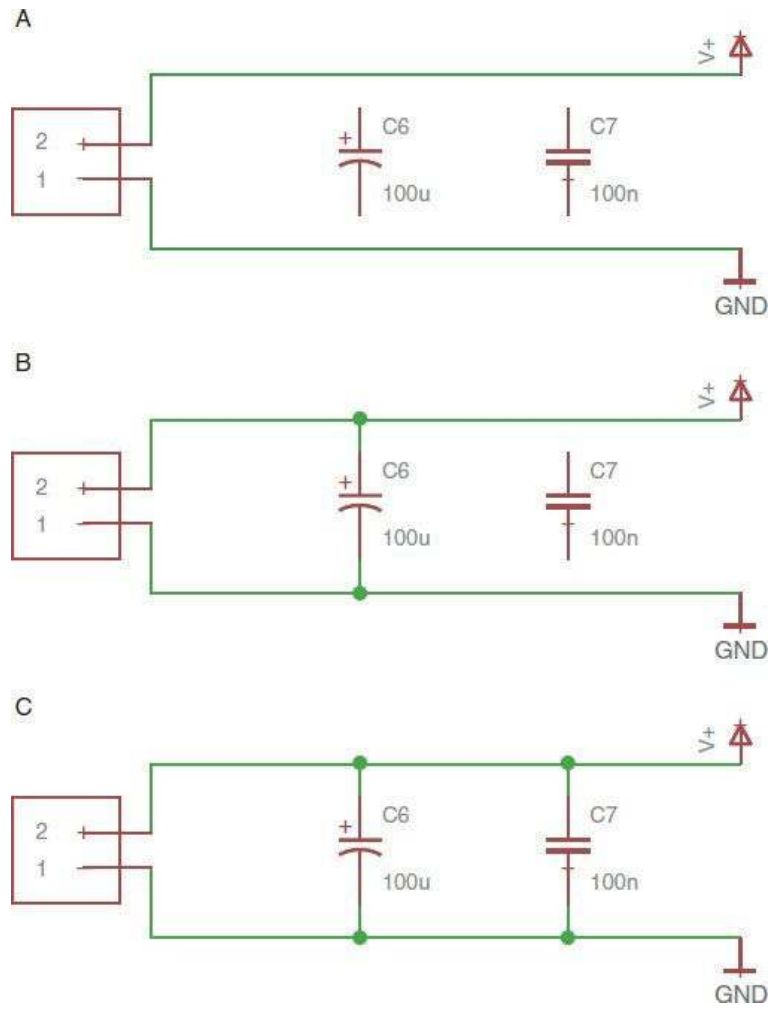 A
V+
2 +
1 -
+ C6
100u
C7
100n
GND
B
V+
2 +
1 -
+ C6
100u
C7
100n
GND
C
V+
2 +
1 -
+ C6
100u
C7
100n
GND